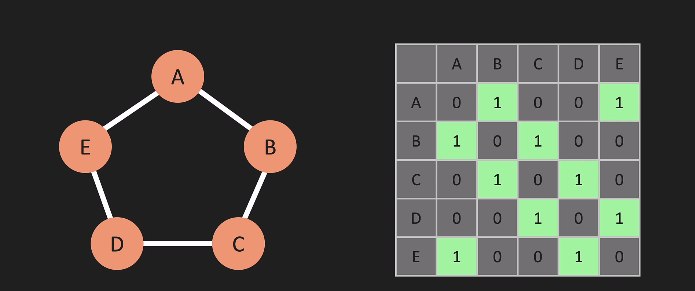 A
E
B
D
C
A B C D E
A 0 1 0 0 1
B 1 0 1 0 0
C 0 1 0 1 0
D 0 0 1 0 1
E 1 0 0 1 0